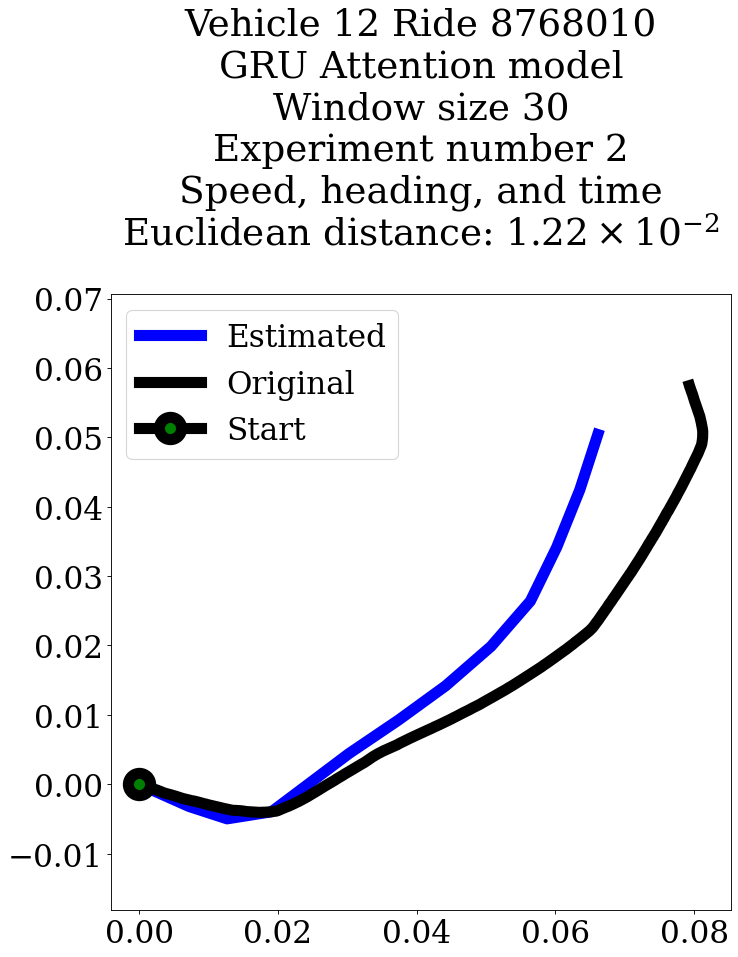 Vehicle 12 Ride 8768010
GRU Attention model
Window size 30
Experiment number 2
Speed, heading, and time
Euclidean distance: 1.22 × 10⁻²
0.07
0.06
0.05
0.04
0.03
0.02
0.01
0.00
−0.01
Estimated
Original
Start
0.00 0.02 0.04 0.06 0.08